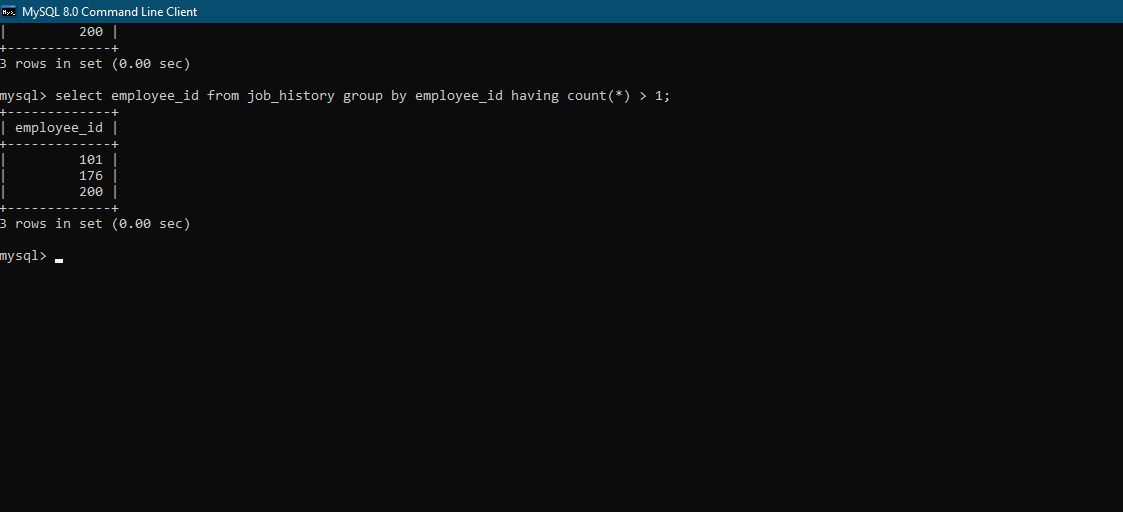 MySQL 8.0 Command Line Client
|         200 |
+-------------+
3 rows in set (0.00 sec)
mysql> select employee_id from job_history group by employee_id having count(*) > 1;
+-------------+
| employee_id |
+-------------+
|         101 |
|         176 |
|         200 |
+-------------+
3 rows in set (0.00 sec)
mysql>